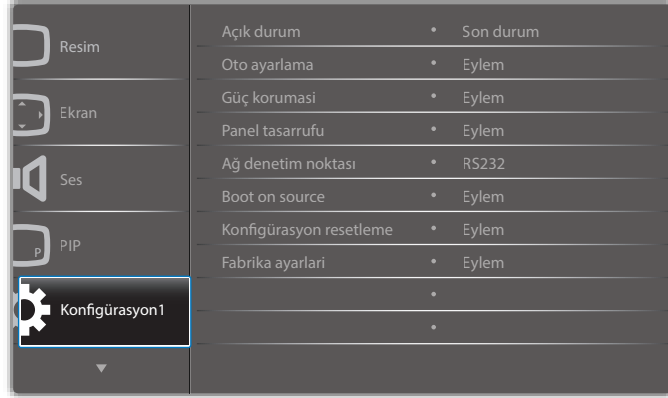 Resim
Ekran
Ses
P PIP
Konfigürasyon1
Açık durum • Son durum
Oto ayarlama • Eylem
Güç korumasi • Eylem
Panel tasarrufu • Eylem
Ağ denetim noktası • RS232
Boot on source • Eylem
Konfigürasyon resetleme • Eylem
Fabrika ayarlari • Eylem
•
•